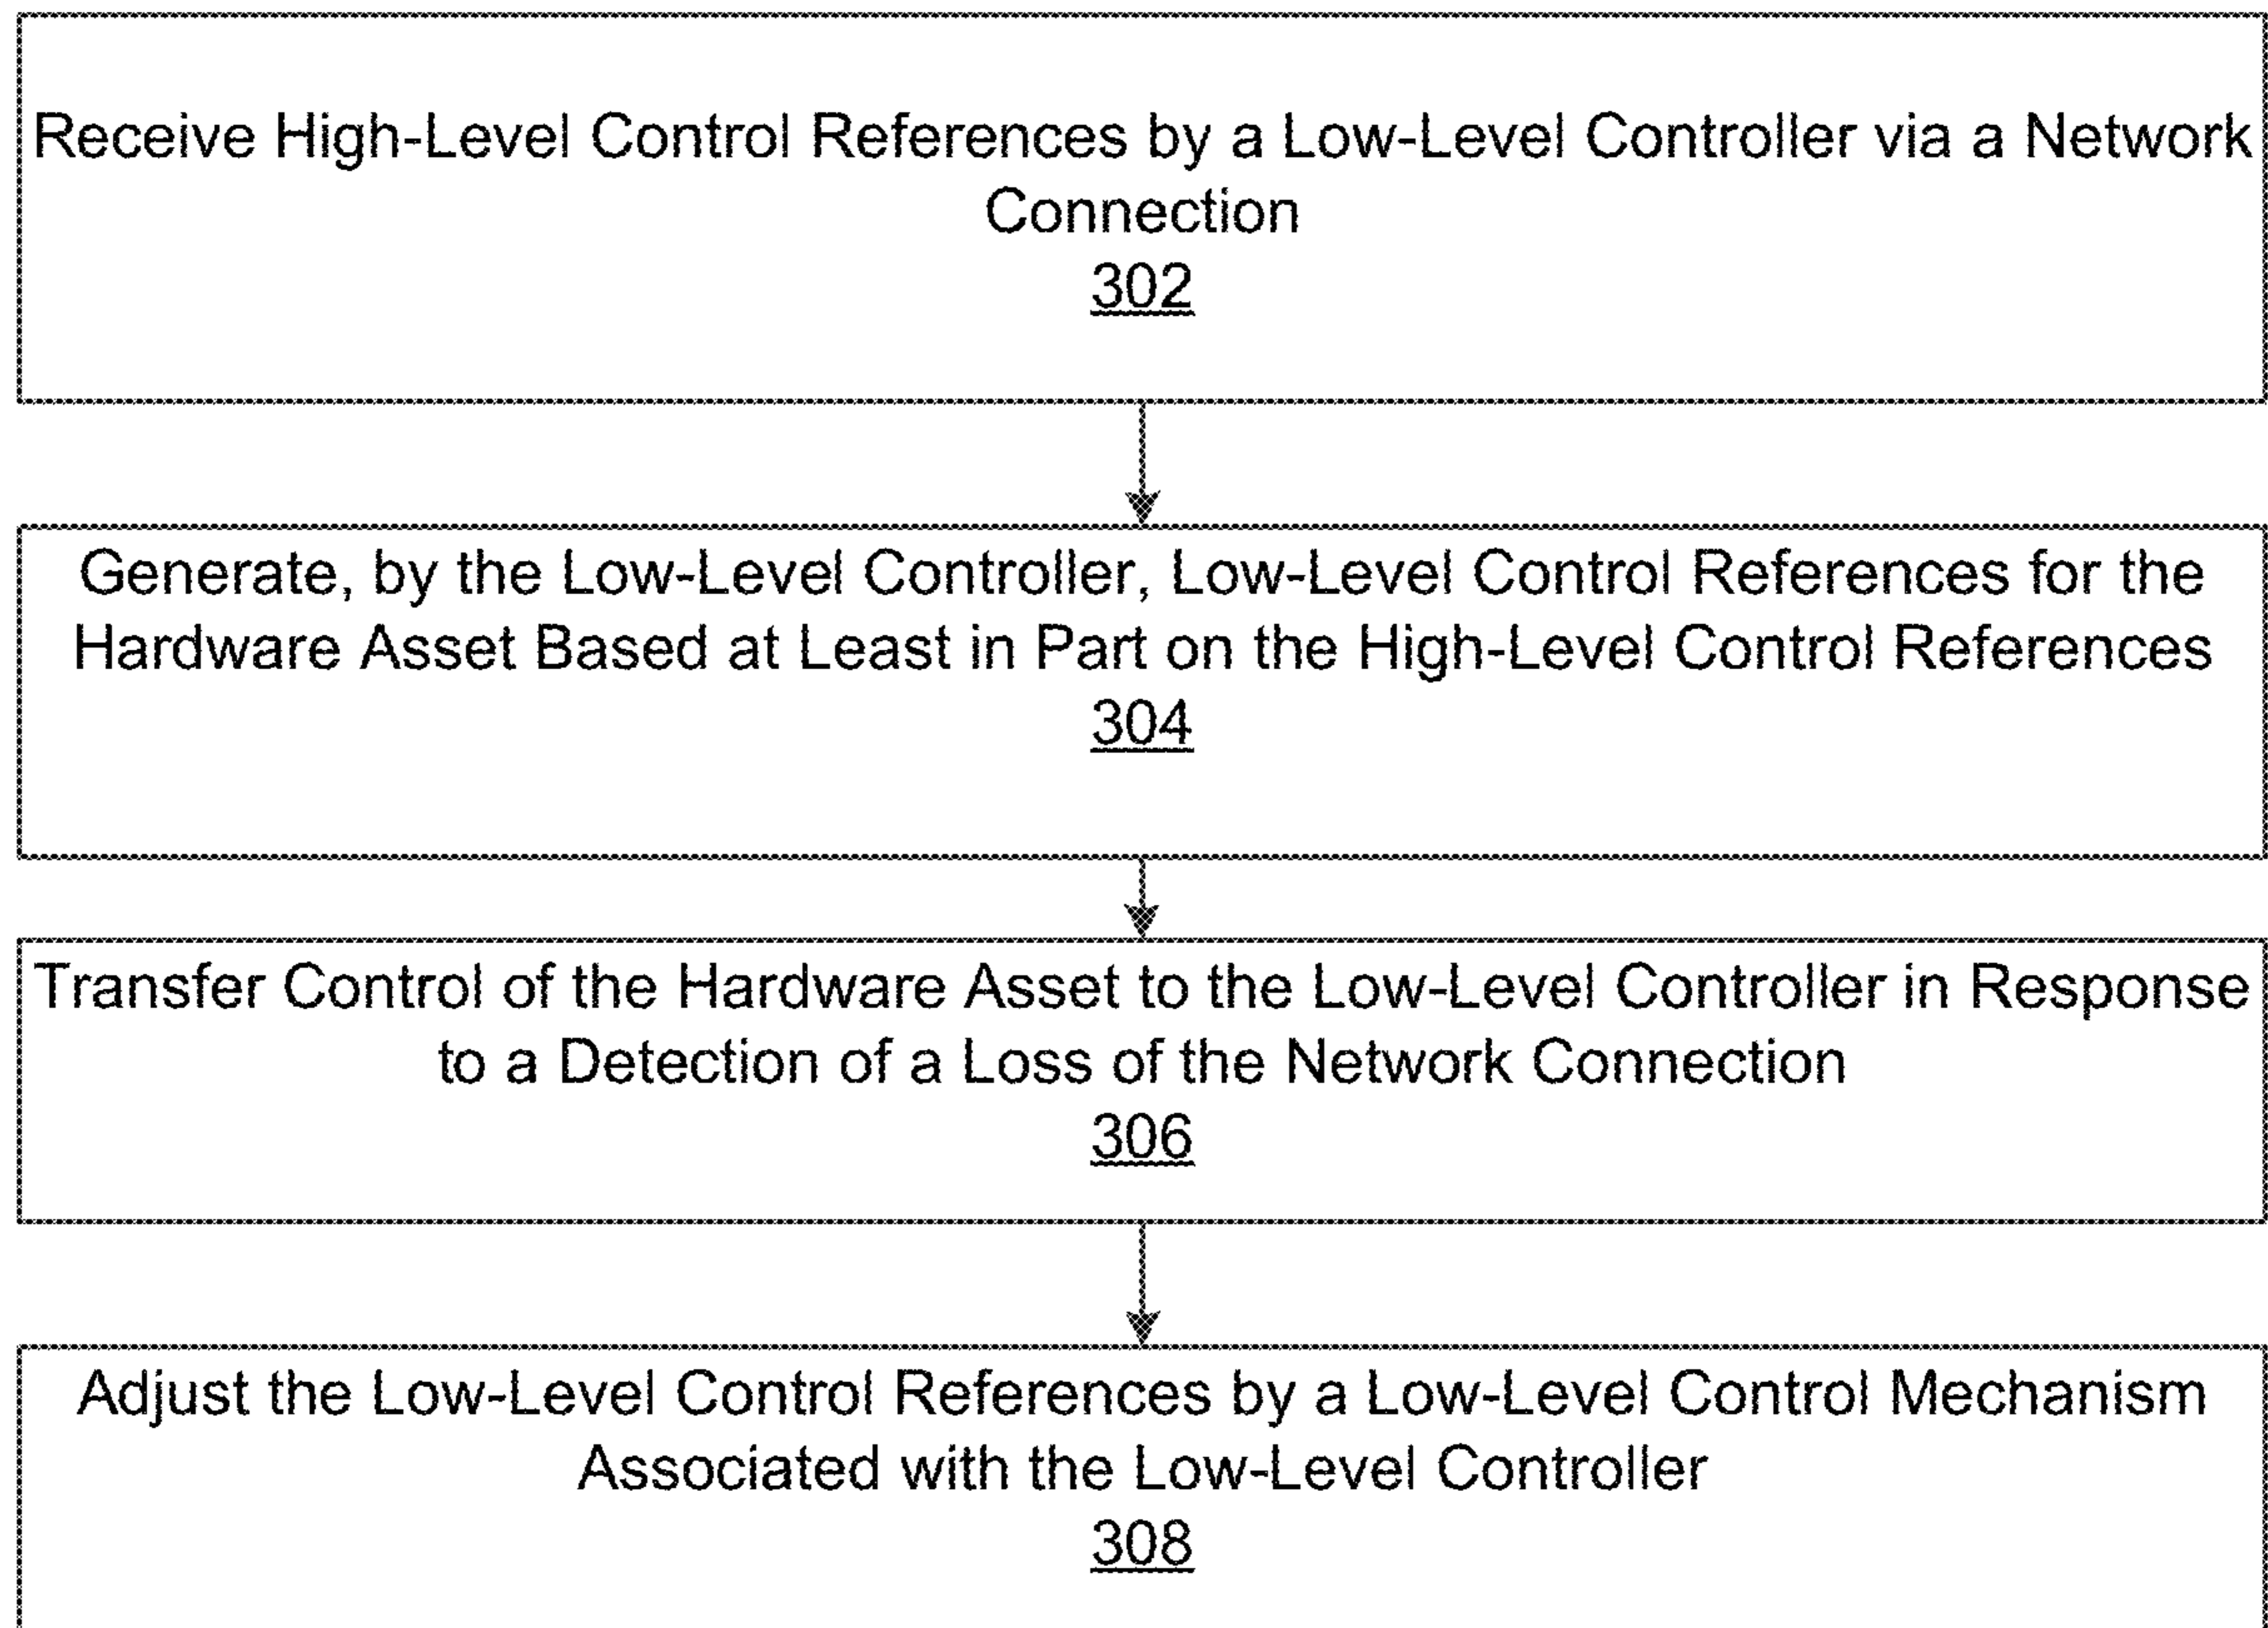 Receive High-Level Control References by a Low-Level Controller via a Network
Connection
302
Generate, by the Low-Level Controller, Low-Level Control References for the
Hardware Asset Based at Least in Part on the High-Level Control References
304
Transfer Control of the Hardware Asset to the Low-Level Controller in Response
to a Detection of a Loss of the Network Connection
306
Adjust the Low-Level Control References by a Low-Level Control Mechanism
Associated with the Low-Level Controller
308